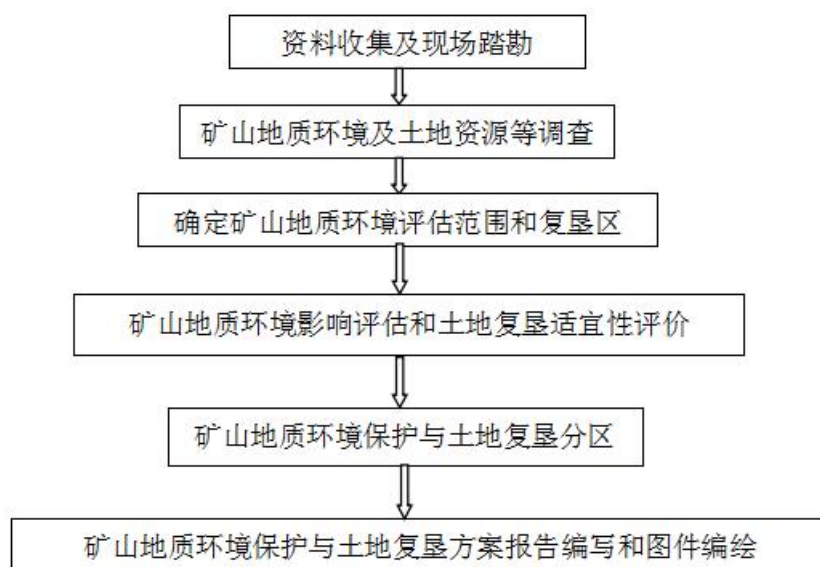 资料收集及现场踏勘
矿山地质环境及土地资源等调查
确定矿山地质环境评估范围和复垦区
矿山地质环境影响评估和土地复垦适宜性评价
矿山地质环境保护与土地复垦分区
矿山地质环境保护与土地复垦方案报告编写和图件编绘